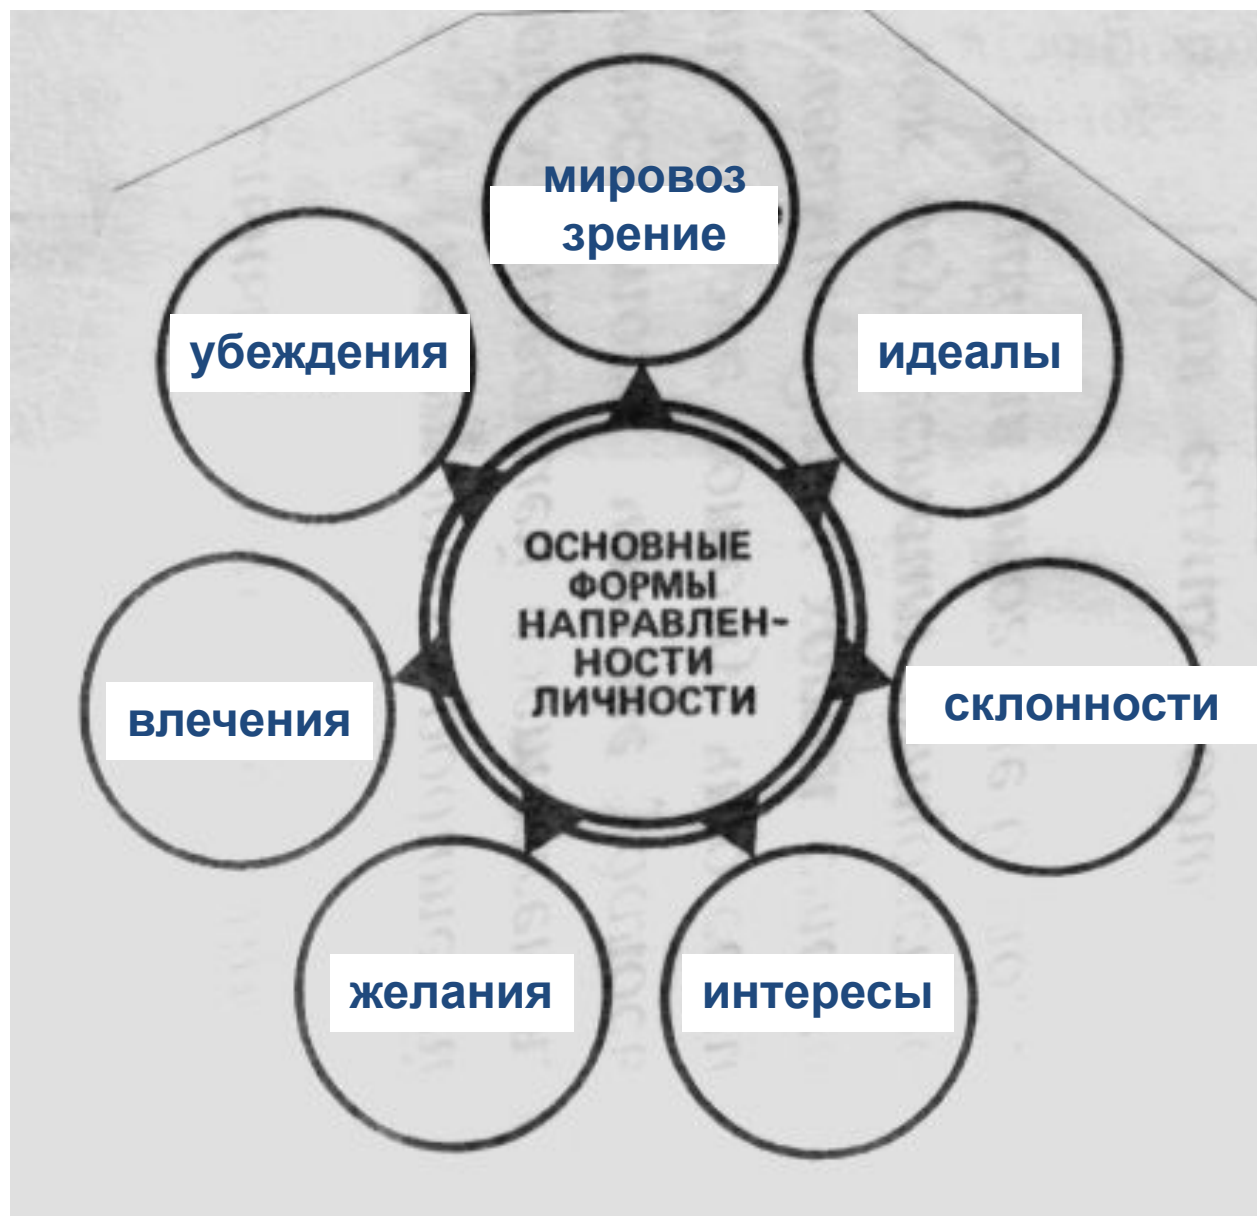 мировоз
зрение
убеждения
идеалы
ОСНОВНЫЕ
ФОРМЫ
НАПРАВЛЕН-
НОСТИ
ЛИЧНОСТИ
влечения
склонности
желания
интересы